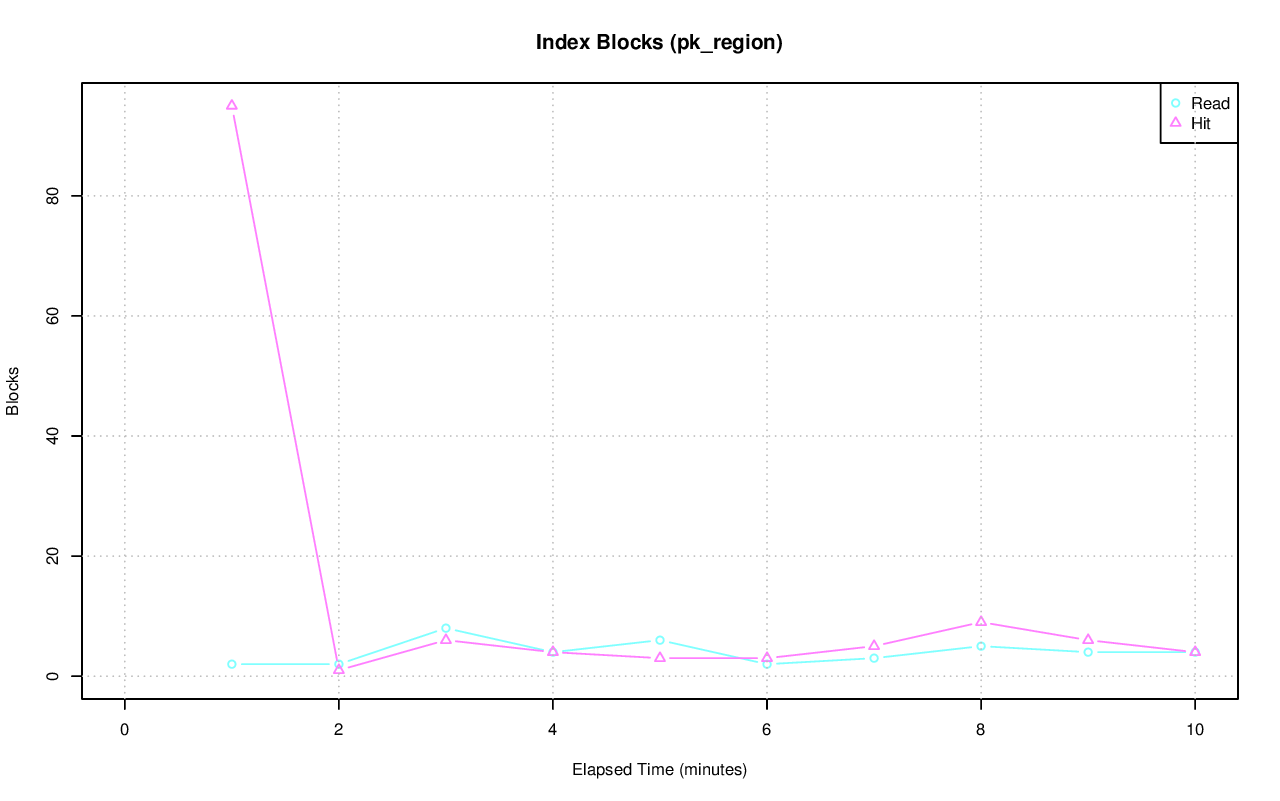 Index Blocks (pk_region)
Read
Hit
Blocks
80
60
40
20
0
0 2 4 6 8 10
Elapsed Time (minutes)